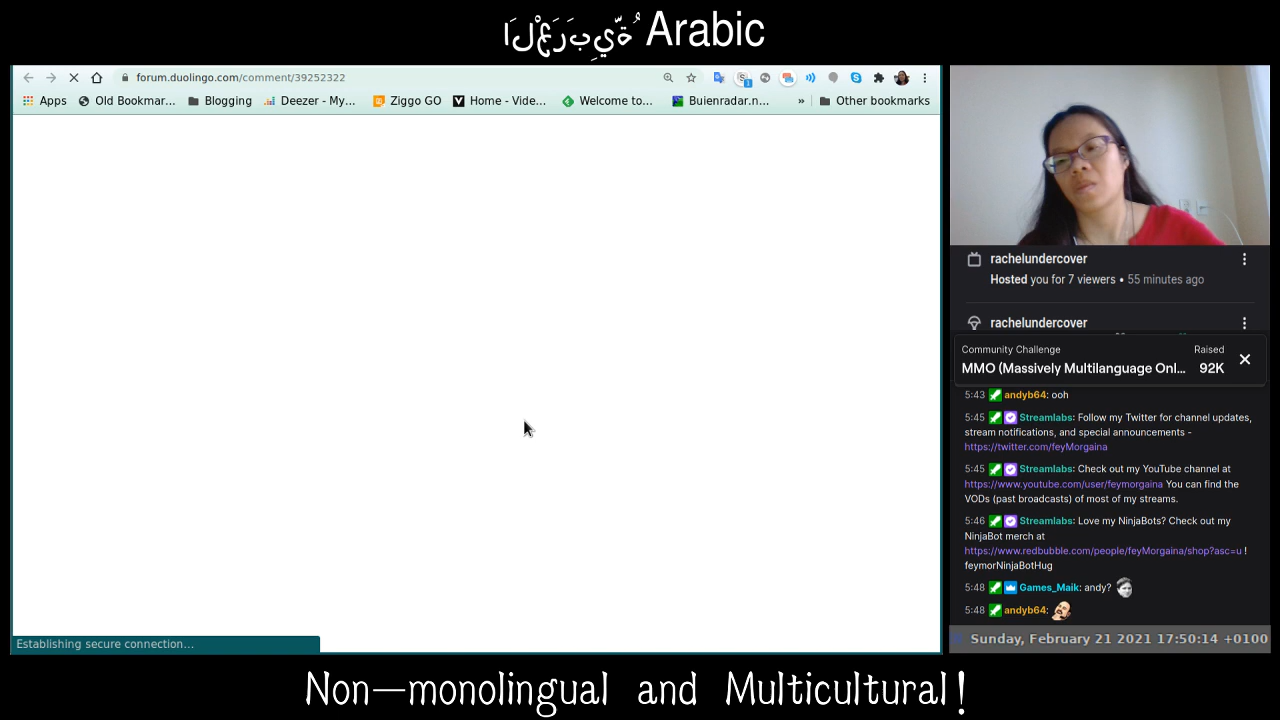 اَلْعَرَبِيَّةُ Arabic
forum.duolingo.com/comment/39252322
Apps Old Bookmar... Blogging Deezer - My... Ziggo GO Home - Vide... Welcome to... Buienradar.n... » Other bookmarks
Establishing secure connection...
rachelundercover
Hosted you for 7 viewers • 55 minutes ago
rachelundercover
Community Challenge Raised
MMO (Massively Multilanguage Onl... 92K
5:43 andyb64: ooh
5:45 Streamlabs: Follow my Twitter for channel updates,
stream notifications, and special announcements -
https://twitter.com/feyMorgaina
5:45 Streamlabs: Check out my YouTube channel at
https://www.youtube.com/user/feymorgaina You can find the
VODs (past broadcasts) of most of my streams.
5:46 Streamlabs: Love my NinjaBots? Check out my
NinjaBot merch at
https://www.redbubble.com/people/feyMorgaina/shop?asc=u !
feymorNinjaBotHug
5:48 Games_Maik: andy?
5:48 andyb64:
Sunday, February 21 2021 17:50:14 +0100
Non-monolingual and Multicultural!